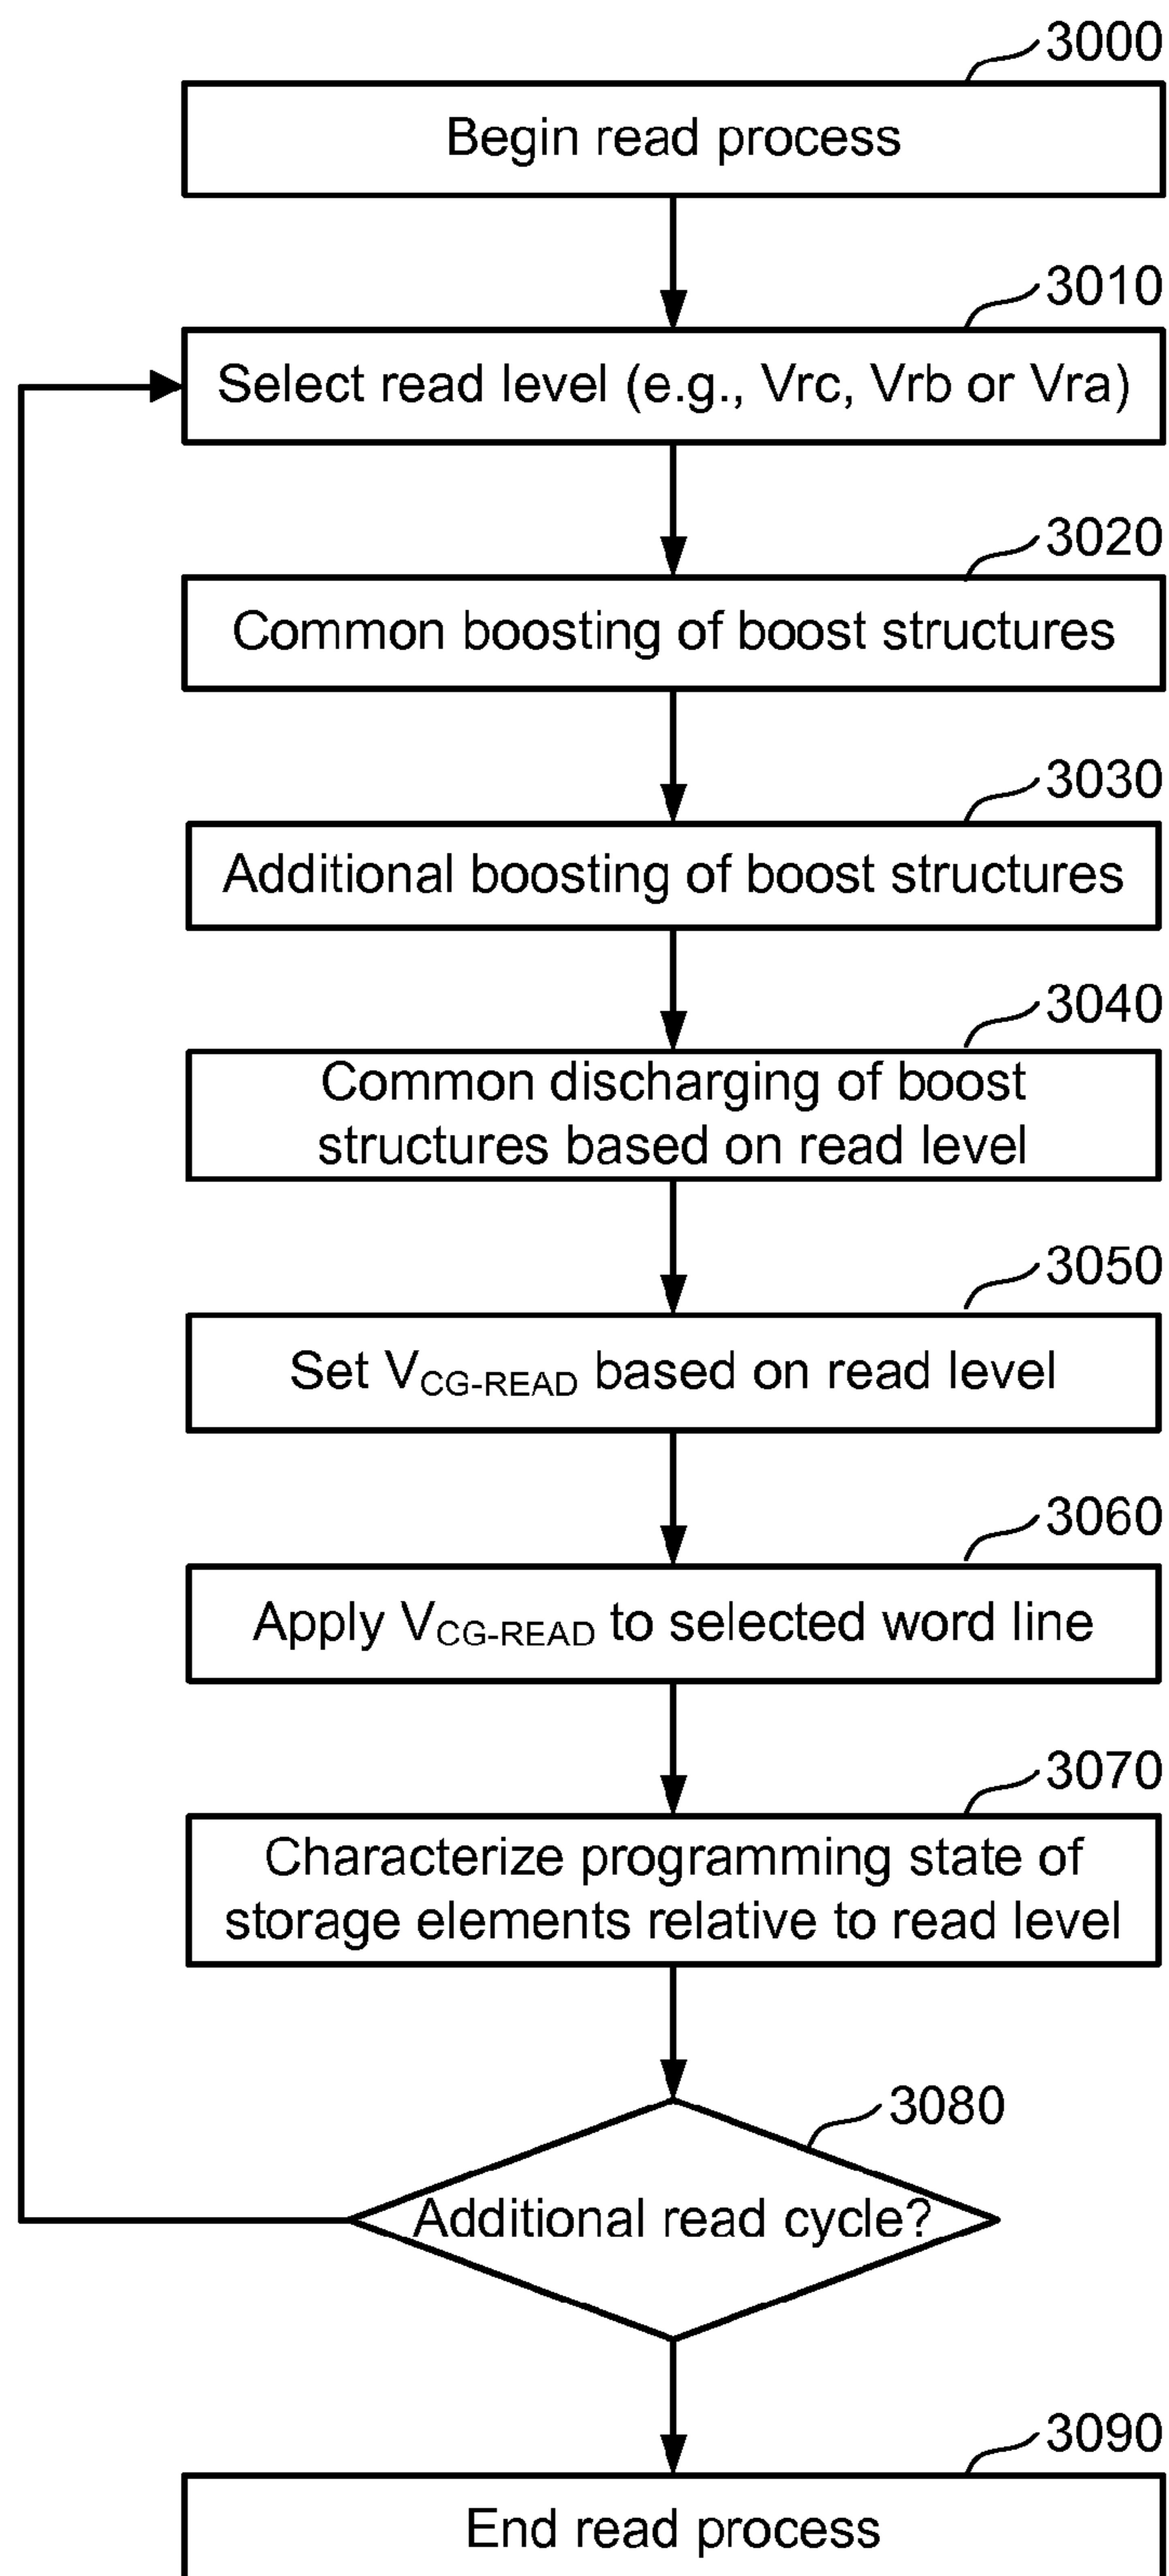 3000
Begin read process
3010
Select read level (e.g., Vrc, Vrb or Vra)
3020
Common boosting of boost structures
3030
Additional boosting of boost structures
3040
Common discharging of boost
structures based on read level
3050
Set VCG-READ based on read level
3060
Apply VCG-READ to selected word line
3070
Characterize programming state of
storage elements relative to read level
3080
Additional read cycle?
3090
End read process